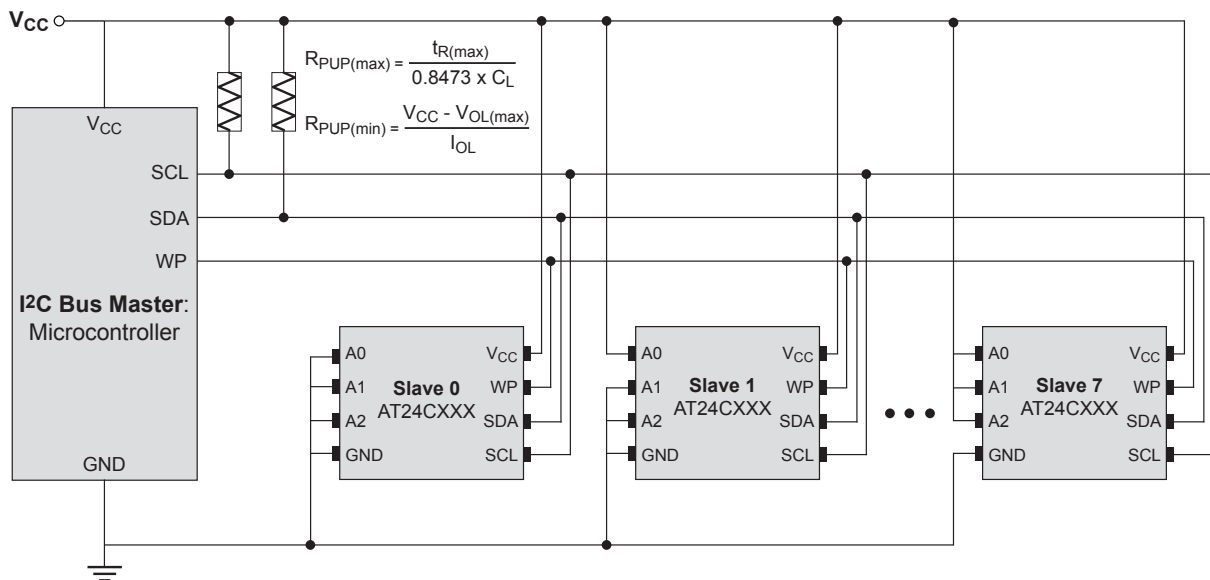 VCC
RPUP(max) = tR(max) / 0.8473 x CL
RPUP(min) = VCC - VOL(max) / IOL
VCC
SCL
SDA
WP
I2C Bus Master:
Microcontroller
GND
A0
A1
A2
GND
Slave 0
AT24CXXX
VCC
WP
SDA
SCL
A0
A1
A2
GND
Slave 1
AT24CXXX
VCC
WP
SDA
SCL
A0
A1
A2
GND
Slave 7
AT24CXXX
VCC
WP
SDA
SCL